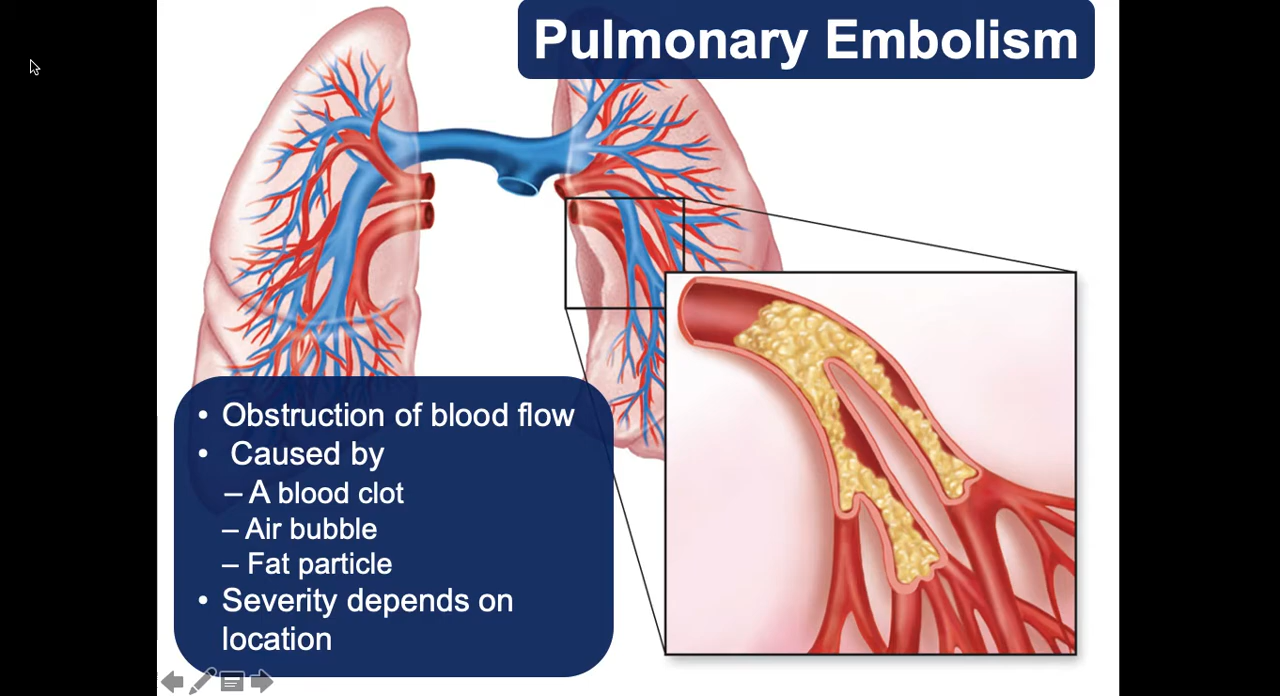 Pulmonary Embolism
• Obstruction of blood flow
• Caused by
– A blood clot
– Air bubble
– Fat particle
• Severity depends on
location